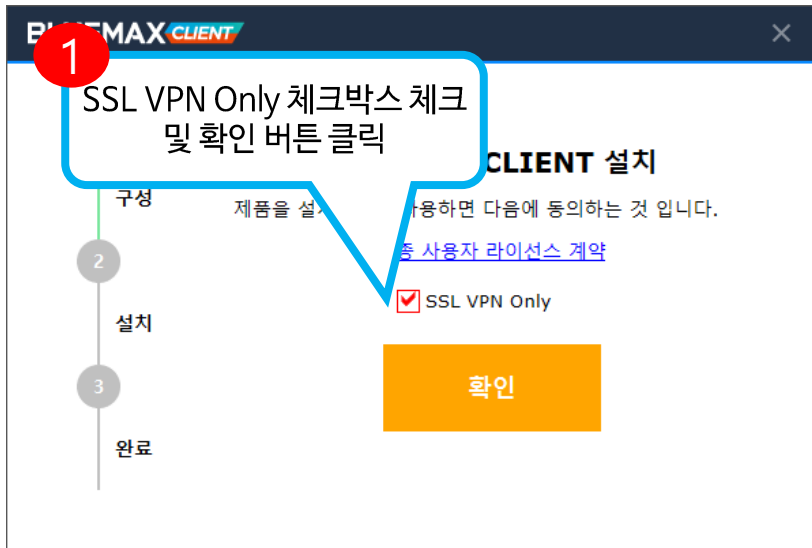 MAX CLIENT
1
SSL VPN Only 체크박스 체크
및 확인 버튼 클릭
CLIENT 설치
구성
제품을 용하면 다음에 동의하는 것 입니다.
2
사용자 라이선스 계약
SSL VPN Only
설치
확인
3
완료